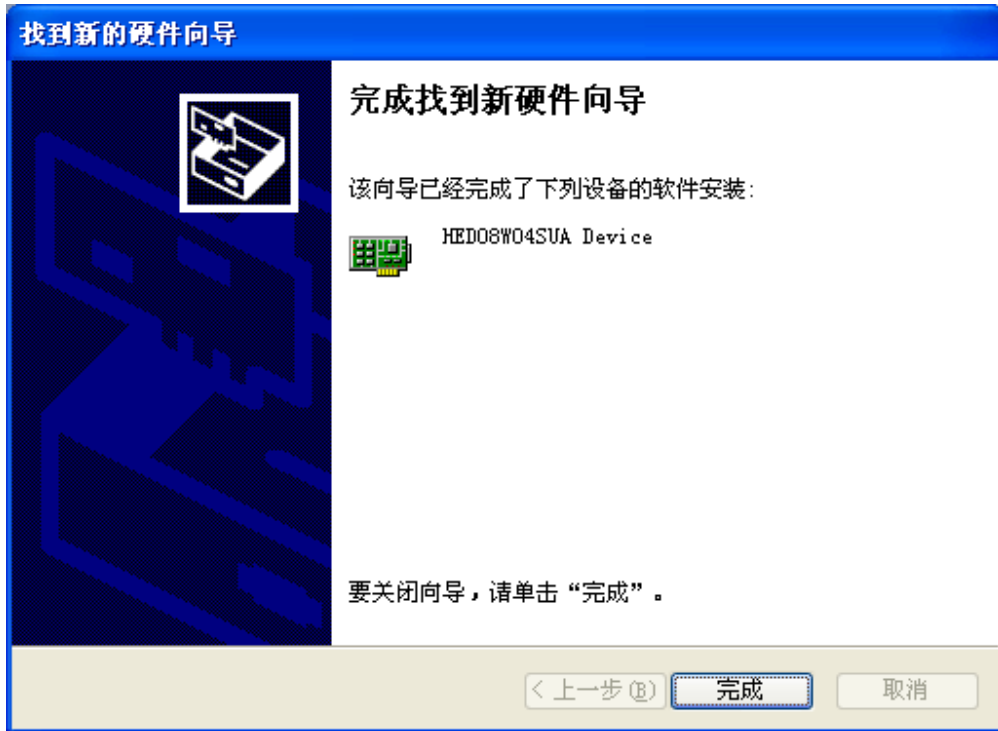 找到新的硬件向导
完成找到新硬件向导
该向导已经完成了下列设备的软件安装:
HED08W04SUA Device
要关闭向导，请单击“完成”。
< 上一步(B)
完成
取消